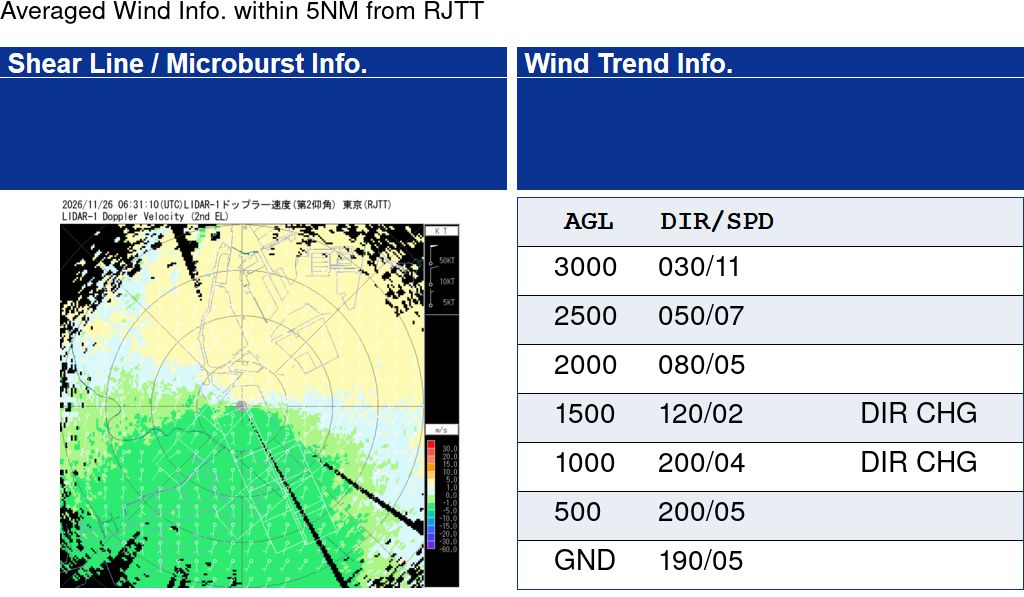 Averaged Wind Info. within 5NM from RJTT
Shear Line / Microburst Info.
Wind Trend Info.
2026/11/26 06:31:10(UTC)LIDAR-1ドップラー速度(第2仰角) 東京(RJTT)
LIDAR-1 Doppler Velocity (2nd EL)
K T
50KT
10KT
5KT
m/s
30.0
20.0
15.0
10.0
5.0
1.0
0.0
-1.0
-5.0
-10.0
-15.0
-20.0
-30.0
-60.0
AGL DIR/SPD
3000 030/11
2500 050/07
2000 080/05
1500 120/02 DIR CHG
1000 200/04 DIR CHG
500 200/05
GND 190/05